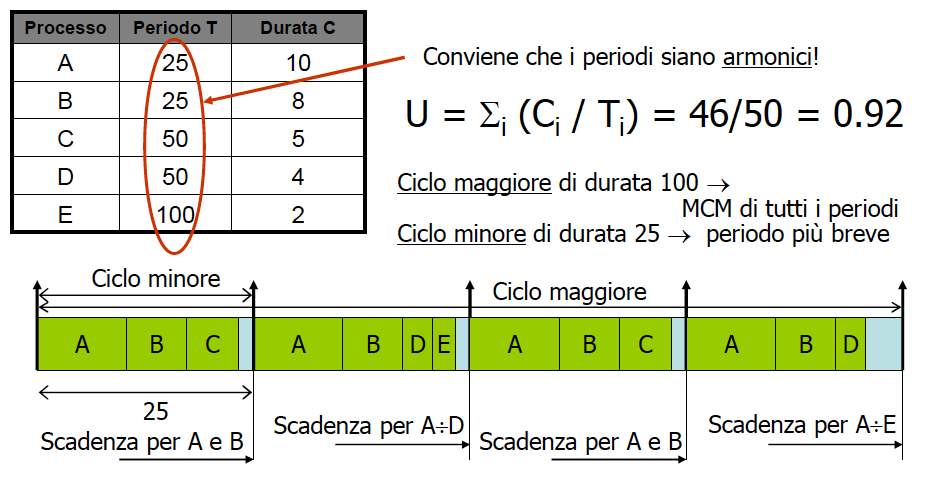 Processo Periodo T Durata C
A 25 10
B 25 8
C 50 5
D 50 4
E 100 2
Conviene che i periodi siano armonici!
U = Σi (Ci / Ti) = 46/50 = 0.92
Ciclo maggiore di durata 100 →
MCM di tutti i periodi
Ciclo minore di durata 25 → periodo più breve
Ciclo minore
Ciclo maggiore
A B C A B D E A B C A B D
25
Scadenza per A e B
Scadenza per A÷D
Scadenza per A e B
Scadenza per A÷E